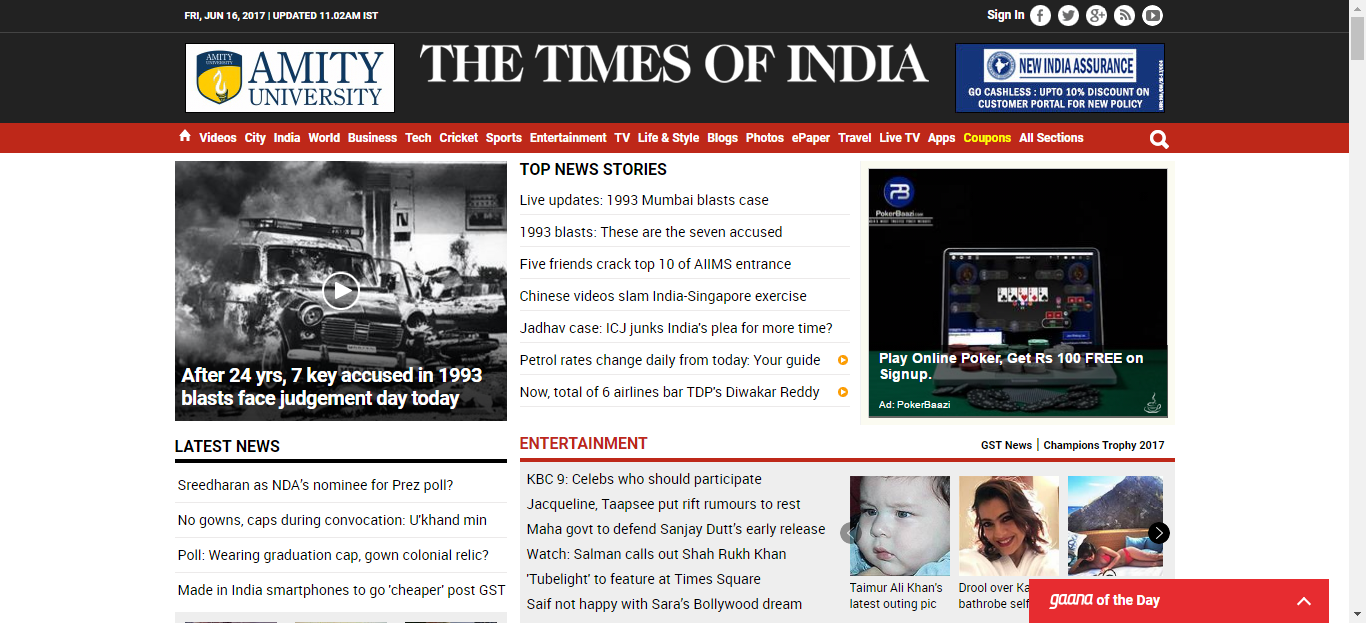 FRI, JUN 16, 2017 | UPDATED 11.02AM IST
Sign In
AMITY UNIVERSITY
AMITY
UNIVERSITY
THE TIMES OF INDIA
NEW INDIA ASSURANCE
GO CASHLESS : UPTO 10% DISCOUNT ON
CUSTOMER PORTAL FOR NEW POLICY
Videos City India World Business Tech Cricket Sports Entertainment TV Life & Style Blogs Photos ePaper Travel Live TV Apps Coupons All Sections
After 24 yrs, 7 key accused in 1993
blasts face judgement day today
TOP NEWS STORIES
Live updates: 1993 Mumbai blasts case
1993 blasts: These are the seven accused
Five friends crack top 10 of AIIMS entrance
Chinese videos slam India-Singapore exercise
Jadhav case: ICJ junks India's plea for more time?
Petrol rates change daily from today: Your guide
Now, total of 6 airlines bar TDP's Diwakar Reddy
PokerBaazi.com
Play Online Poker, Get Rs 100 FREE on
Signup.
Ad: PokerBaazi
LATEST NEWS
Sreedharan as NDA's nominee for Prez poll?
No gowns, caps during convocation: U'khand min
Poll: Wearing graduation cap, gown colonial relic?
Made in India smartphones to go 'cheaper' post GST
ENTERTAINMENT
GST News | Champions Trophy 2017
KBC 9: Celebs who should participate
Jacqueline, Taapsee put rift rumours to rest
Maha govt to defend Sanjay Dutt's early release
Watch: Salman calls out Shah Rukh Khan
'Tubelight' to feature at Times Square
Saif not happy with Sara's Bollywood dream
Taimur Ali Khan's
latest outing pic
Drool over Ka
bathrobe self
gaana of the Day